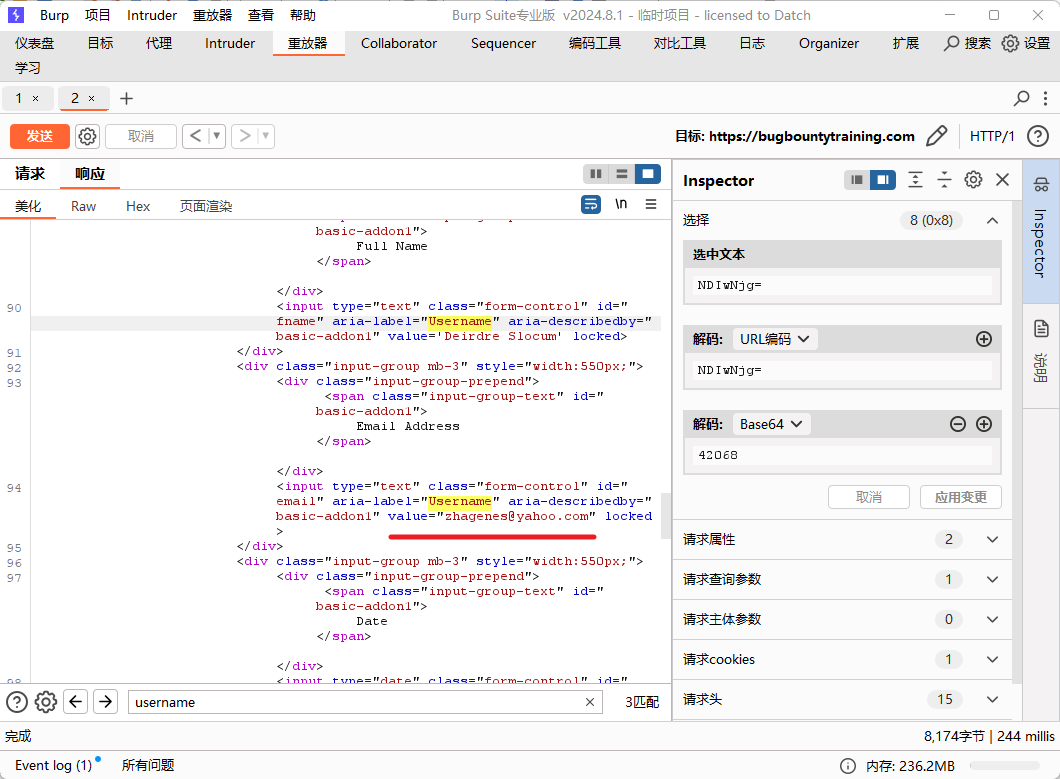 Burp 项目 Intruder 重放器 查看 帮助 Burp Suite专业版 v2024.8.1 - 临时项目 - licensed to Datch
仪表盘 目标 代理 Intruder 重放器 Collaborator Sequencer 编码工具 对比工具 日志 Organizer 扩展 搜索 设置
学习
1 × 2 × +
发送 取消 < > 目标: https://bugbountytraining.com HTTP/1
请求 响应
美化 Raw Hex 页面渲染 \n
basic-addon1">
Full Name
</span>
</div>
90 <input type="text" class="form-control" id="
fname" aria-label="Username" aria-describedby="
basic-addon1" value='Deirdre Slocum' locked>
91 </div>
92 <div class="input-group mb-3" style="width:550px;">
93 <div class="input-group-prepend">
<span class="input-group-text" id="
basic-addon1">
Email Address
</span>
</div>
94 <input type="text" class="form-control" id="
email" aria-label="Username" aria-describedby="
basic-addon1" value="zhagenes@yahoo.com" locked
>
95 </div>
96 <div class="input-group mb-3" style="width:550px;">
97 <div class="input-group-prepend">
<span class="input-group-text" id="
basic-addon1">
Date
</span>
</div>
98 <input type="date" class="form-control" id="
username 3匹配
Inspector
选择 8 (0x8)
选中文本
NDIwNjg=
解码: URL编码
NDIwNjg=
解码: Base64
42068
取消 应用变更
请求属性 2
请求查询参数 1
请求主体参数 0
请求cookies 1
请求头 15
Inspector
说明
完成 8,174字节 | 244 millis
Event log (1) 所有问题 内存: 236.2MB